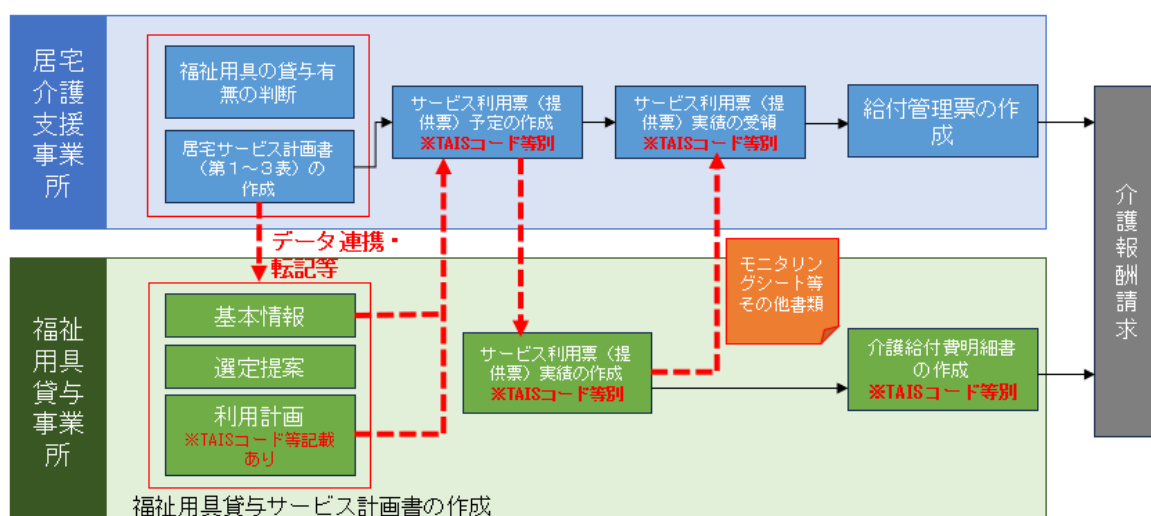 居宅
介護
支援
事業
所
福祉用具の貸与有
無の判断
居宅サービス計画書
（第１～３表）の
作成
サービス利用票（提
供票）予定の作成
※TAISコード等別
サービス利用票（提
供票）実績の受領
※TAISコード等別
給付管理票の作
成
データ連携・
転記等
福祉
用具
貸与
事業
所
基本情報
選定提案
利用計画
※TAISコード等記載
あり
福祉用具貸与サービス計画書の作成
サービス利用票（提
供票）実績の作成
※TAISコード等別
モニタリン
グシート等
その他書類
介護給付費明細書
の作成
※TAISコード等別
介
護
報
酬
請
求